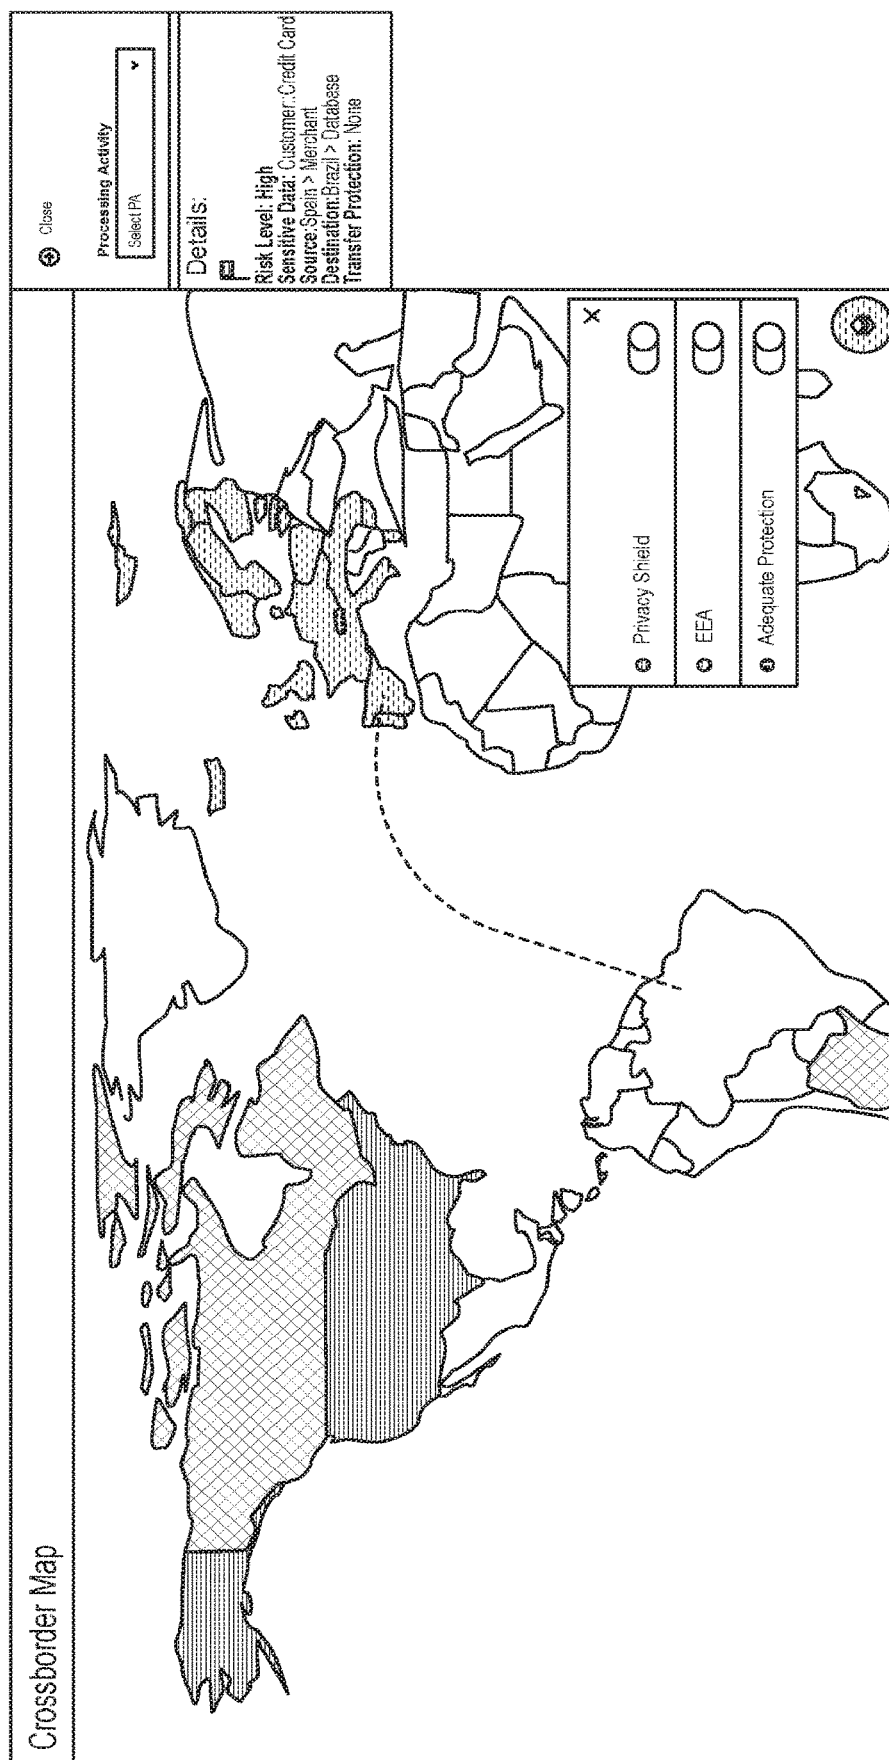 Crossborder Map
Close
Processing Activity
Select PA
Details:
Risk Level: High
Sensitive Data: Customer::Credit Card
Source:Spain > Merchant
Destination:Brazil > Database
Transfer Protection: None
X
Privacy Shield
EEA
Adequate Protection